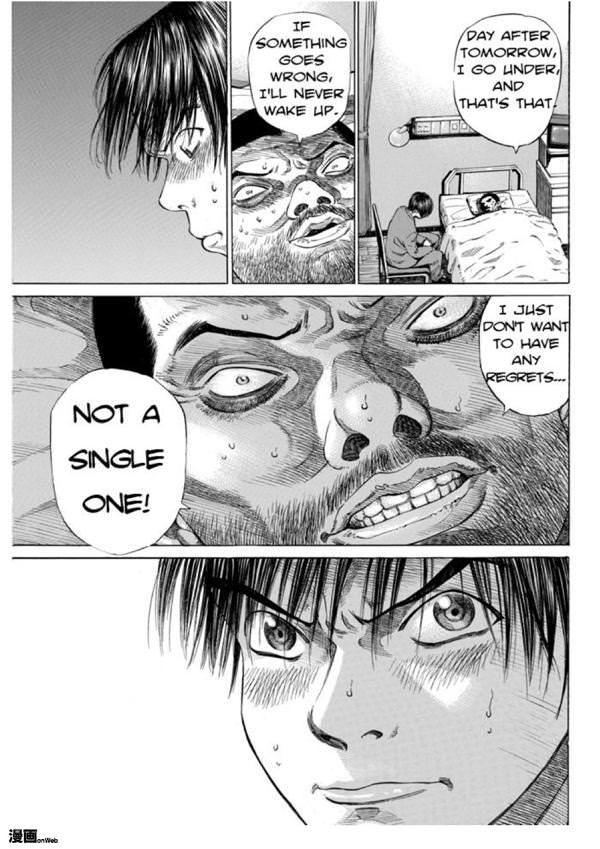 DAY AFTER
TOMORROW,
I GO UNDER,
AND
THAT'S THAT.
IF
SOMETHING
GOES
WRONG,
I'LL NEVER
WAKE UP.
I JUST
DON'T WANT
TO HAVE
ANY
REGRETS...
NOT A
SINGLE
ONE!
漫画onWeb